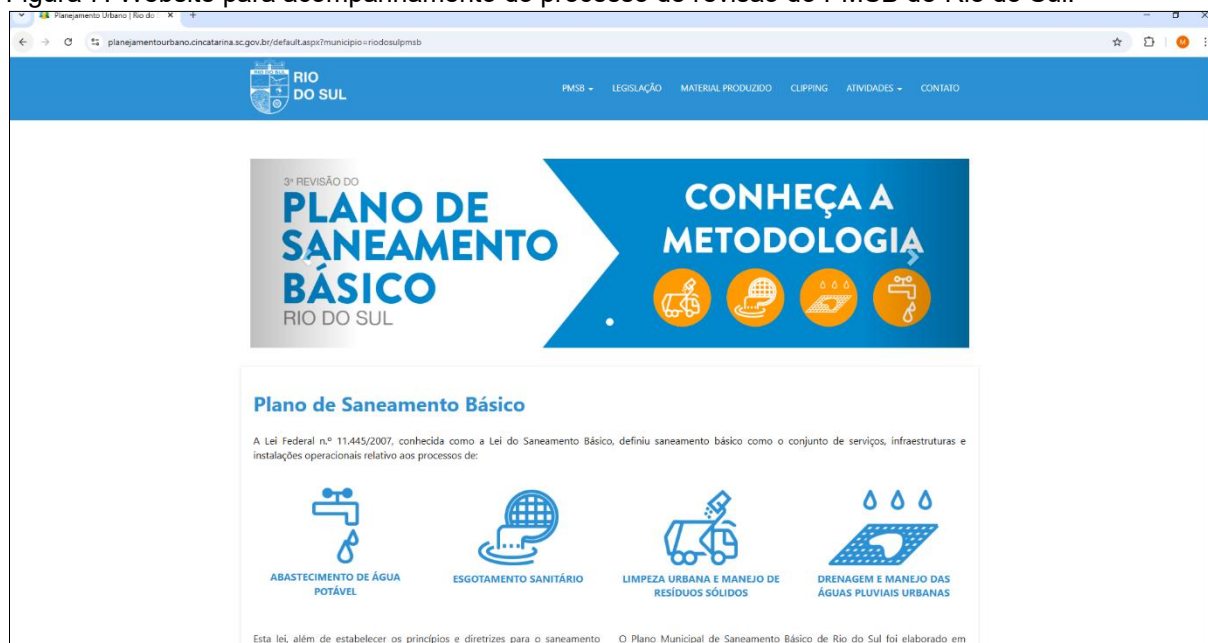 Figura 7: Website para acompanhamento do processo de revisão do PMSB de Rio do Sul.
Planejamento Urbano | Rio do
planejamentourbano.cincatarina.sc.gov.br/default.aspx?municipio=riodosulpmsb
RIO
DO SUL
PMSB LEGISLAÇÃO MATERIAL PRODUZIDO CLIPPING ATIVIDADES CONTATO
3ª REVISÃO DO
PLANO DE
SANEAMENTO
BÁSICO
RIO DO SUL
CONHEÇA A
METODOLOGIA
Plano de Saneamento Básico
A Lei Federal n.º 11.445/2007, conhecida como a Lei do Saneamento Básico, definiu saneamento básico como o conjunto de serviços, infraestruturas e
instalações operacionais relativo aos processos de:
ABASTECIMENTO DE ÁGUA
POTÁVEL
ESGOTAMENTO SANITÁRIO
LIMPEZA URBANA E MANEJO DE
RESÍDUOS SÓLIDOS
DRENAGEM E MANEJO DAS
ÁGUAS PLUVIAIS URBANAS
Esta lei, além de estabelecer os princípios e diretrizes para o saneamento
O Plano Municipal de Saneamento Básico de Rio do Sul foi elaborado em